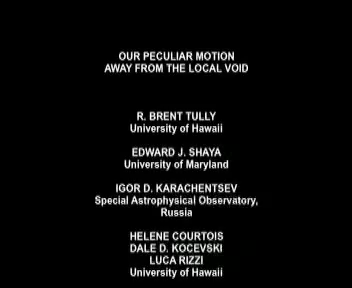 OUR PECULIAR MOTION
AWAY FROM THE LOCAL VOID
R. BRENT TULLY
University of Hawaii
EDWARD J. SHAYA
University of Maryland
IGOR D. KARACHENTSEV
Special Astrophysical Observatory,
Russia
HELENE COURTOIS
DALE D. KOCEVSKI
LUCA RIZZI
University of Hawaii